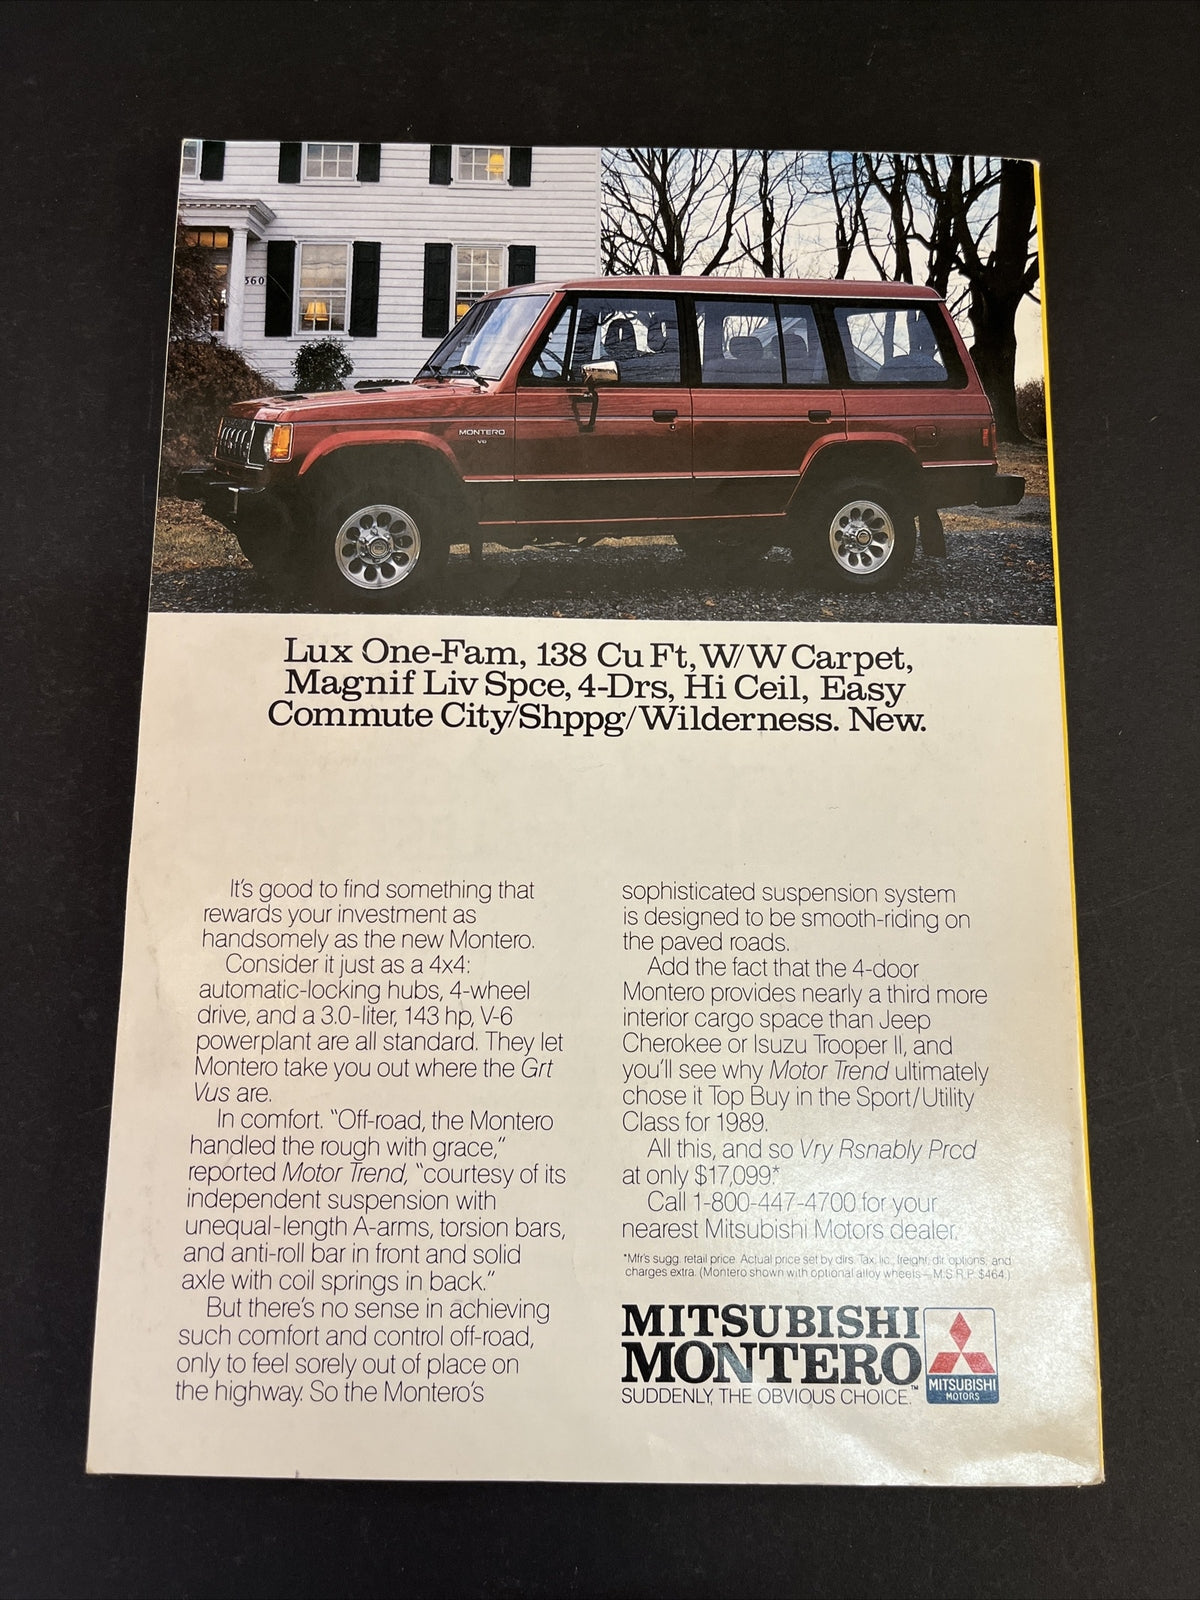 360
MONTERO
V6
Lux One-Fam, 138 Cu Ft, W/W Carpet,
Magnif Liv Spce, 4-Drs, Hi Ceil, Easy
Commute City/Shppg/Wilderness. New.
It's good to find something that
rewards your investment as
handsomely as the new Montero.
Consider it just as a 4x4:
automatic-locking hubs, 4-wheel
drive, and a 3.0-liter, 143 hp, V-6
powerplant are all standard. They let
Montero take you out where the Grt
Vus are.
In comfort. "Off-road, the Montero
handled the rough with grace,"
reported Motor Trend, "courtesy of its
independent suspension with
unequal-length A-arms, torsion bars,
and anti-roll bar in front and solid
axle with coil springs in back."
But there's no sense in achieving
such comfort and control off-road,
only to feel sorely out of place on
the highway. So the Montero's
sophisticated suspension system
is designed to be smooth-riding on
the paved roads.
Add the fact that the 4-door
Montero provides nearly a third more
interior cargo space than Jeep
Cherokee or Isuzu Trooper II, and
you'll see why Motor Trend ultimately
chose it Top Buy in the Sport/Utility
Class for 1989.
All this, and so Vry Rsnably Prcd
at only $17,099*.
Call 1-800-447-4700 for your
nearest Mitsubishi Motors dealer.
*Mfr's sugg. retail price. Actual price set by dlrs. Tax, lic., freight, dlr. options, and
charges extra. (Montero shown with optional alloy wheels – M.S.R.P. $464.)
MITSUBISHI
MONTERO™
SUDDENLY, THE OBVIOUS CHOICE.
MITSUBISHI
MOTORS